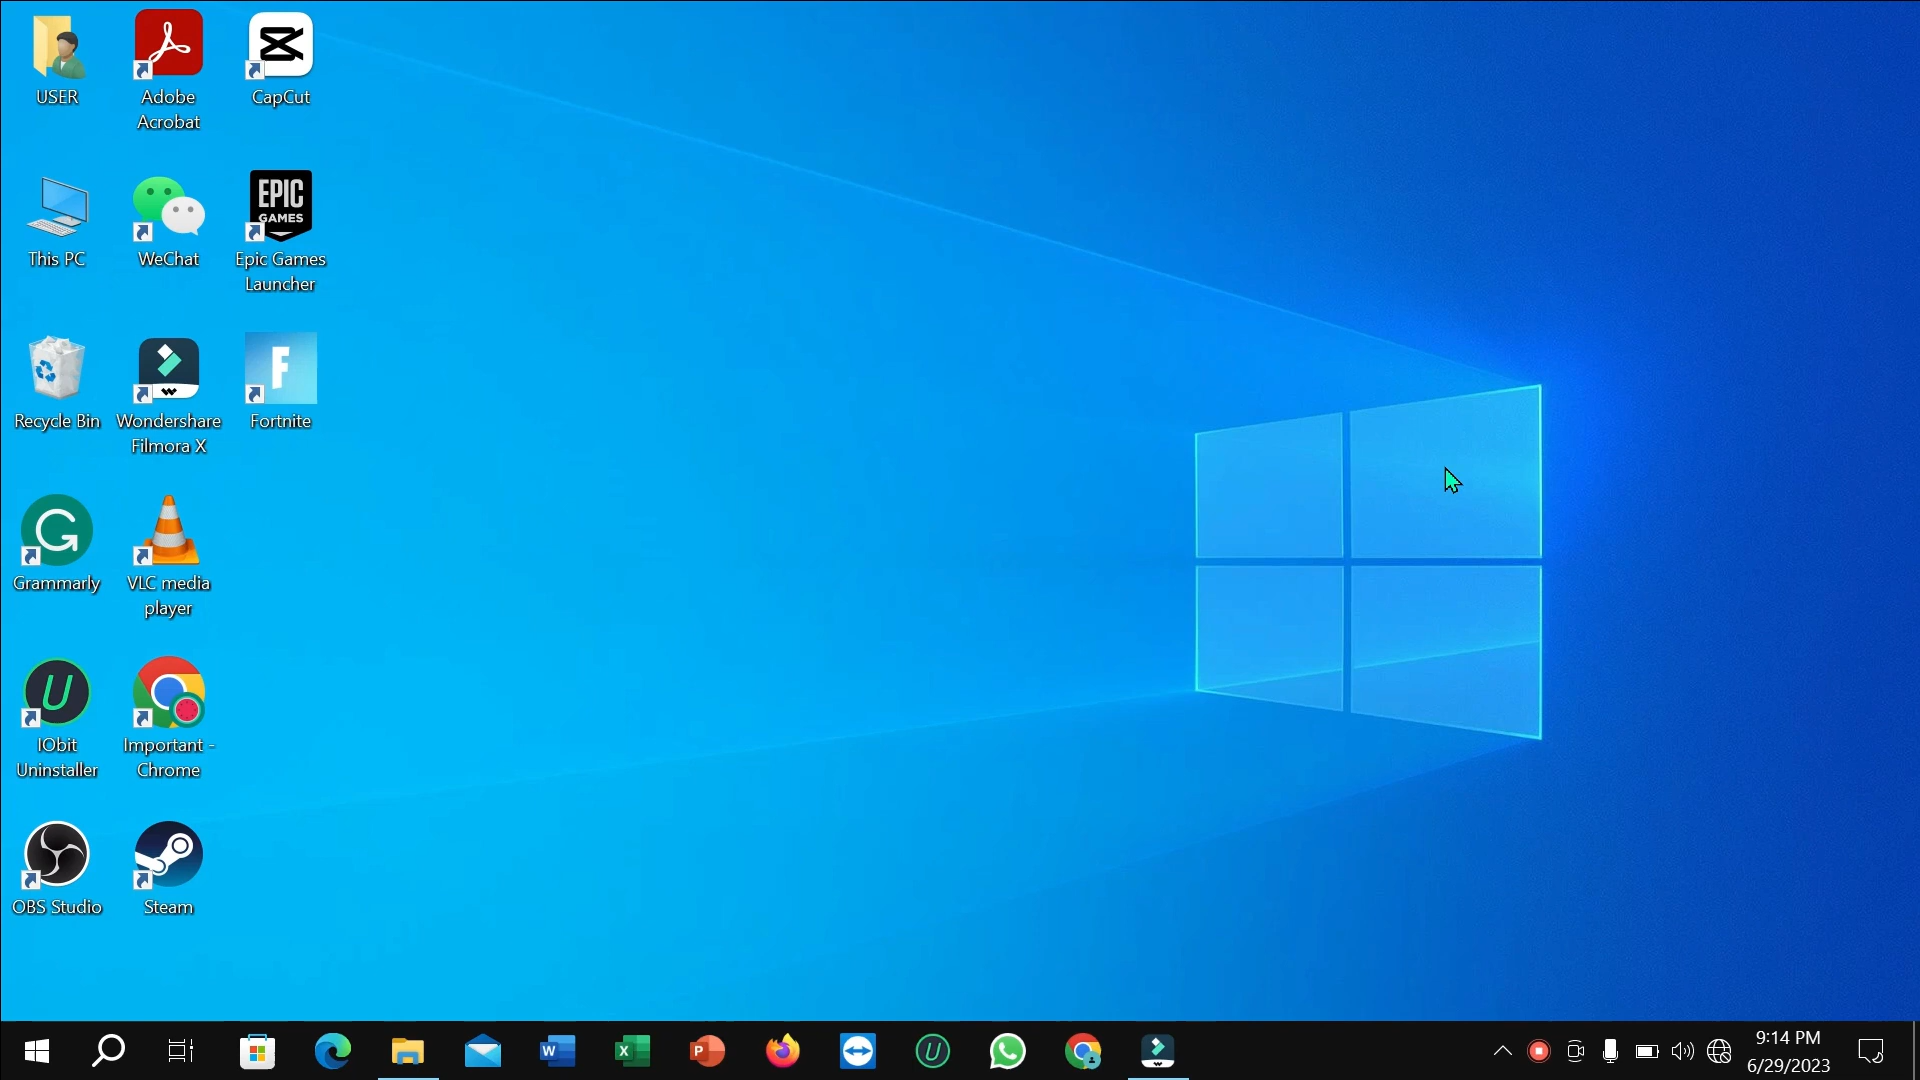 USER
Adobe
Acrobat
CapCut
This PC
WeChat
EPIC
GAMES
Epic Games
Launcher
Recycle Bin
Wondershare
Filmora X
F
Fortnite
G
Grammarly
VLC media
player
U
IObit
Uninstaller
Important -
Chrome
OBS Studio
Steam
W
X
P
U
9:14 PM
6/29/2023